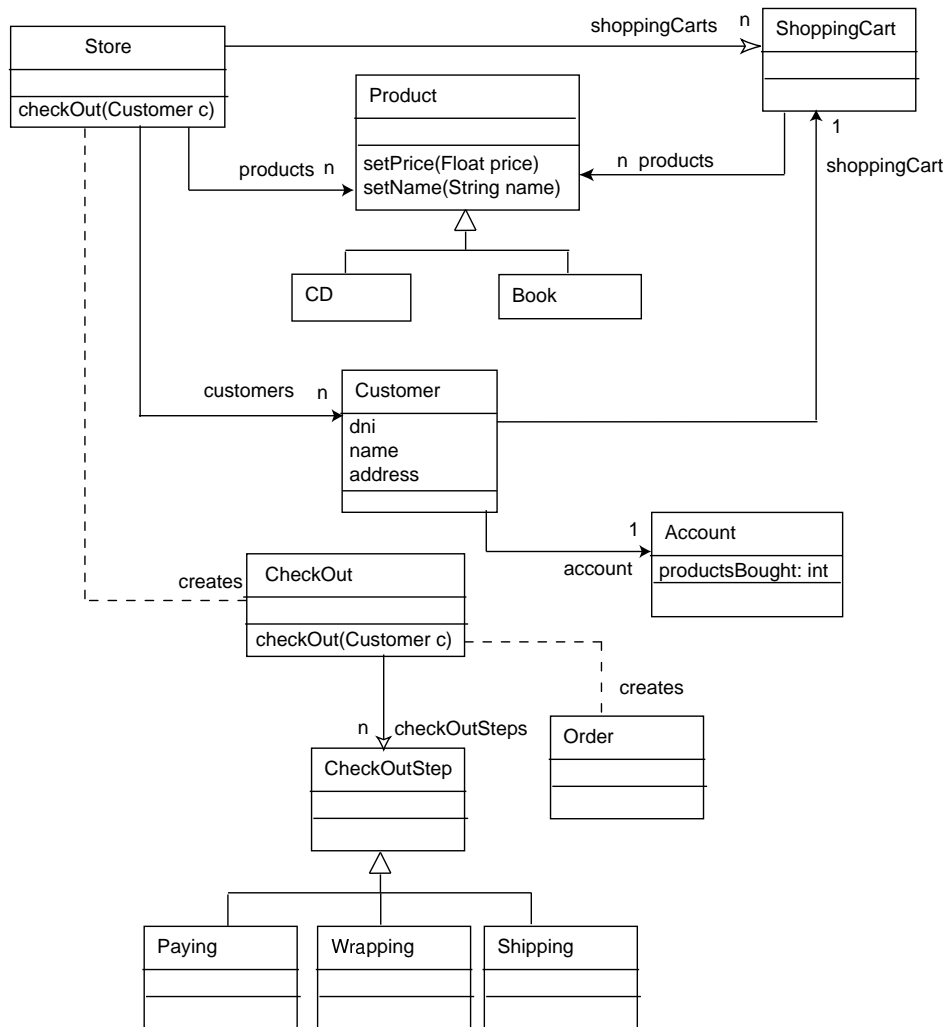 shoppingCarts n
Store
ShoppingCart
checkOut(Customer c)
Product
setPrice(Float price)
setName(String name)
products n
n products
1
shoppingCart
CD
Book
customers n
Customer
dni
name
address
1
account
Account
productsBought: int
creates
CheckOut
checkOut(Customer c)
creates
n checkOutSteps
Order
CheckOutStep
Paying
Wrapping
Shipping